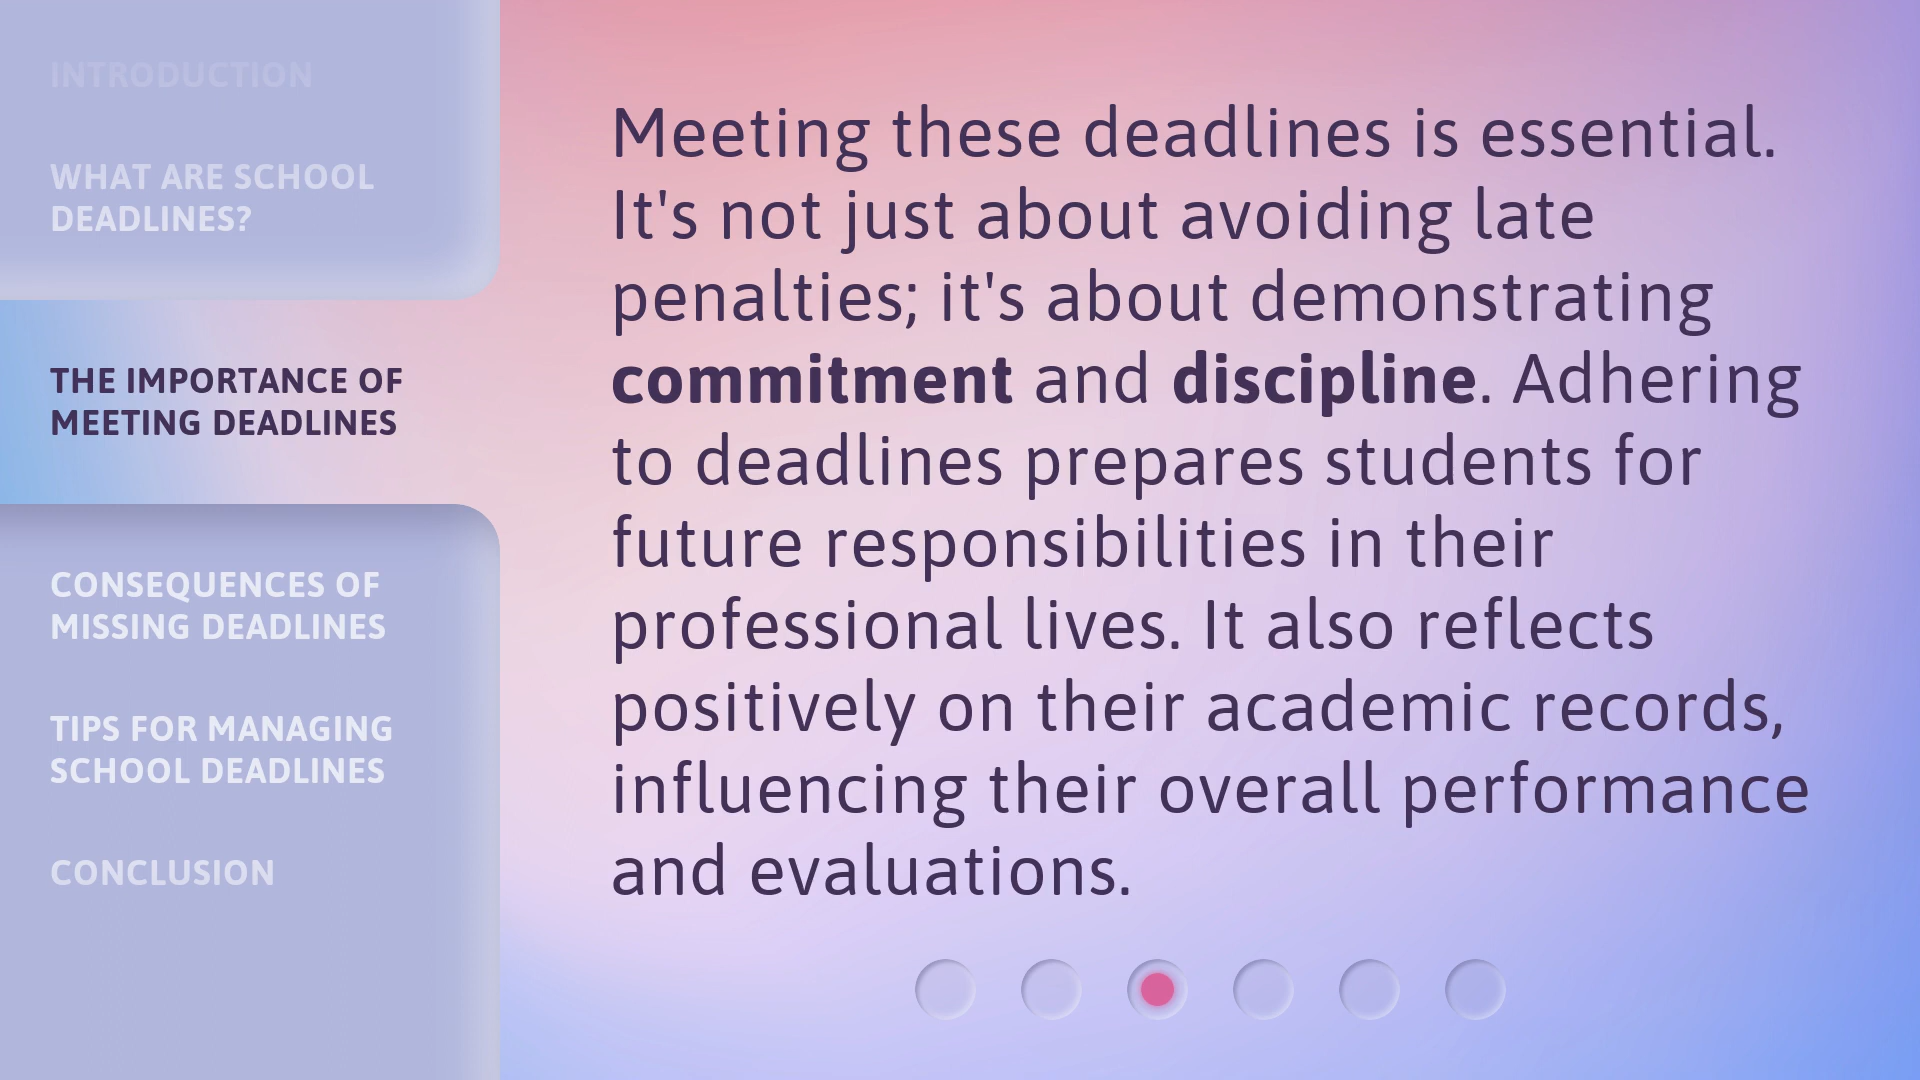 INTRODUCTION
WHAT ARE SCHOOL
DEADLINES?
THE IMPORTANCE OF
MEETING DEADLINES
CONSEQUENCES OF
MISSING DEADLINES
TIPS FOR MANAGING
SCHOOL DEADLINES
CONCLUSION
Meeting these deadlines is essential.
It's not just about avoiding late
penalties; it's about demonstrating
commitment and discipline. Adhering
to deadlines prepares students for
future responsibilities in their
professional lives. It also reflects
positively on their academic records,
influencing their overall performance
and evaluations.